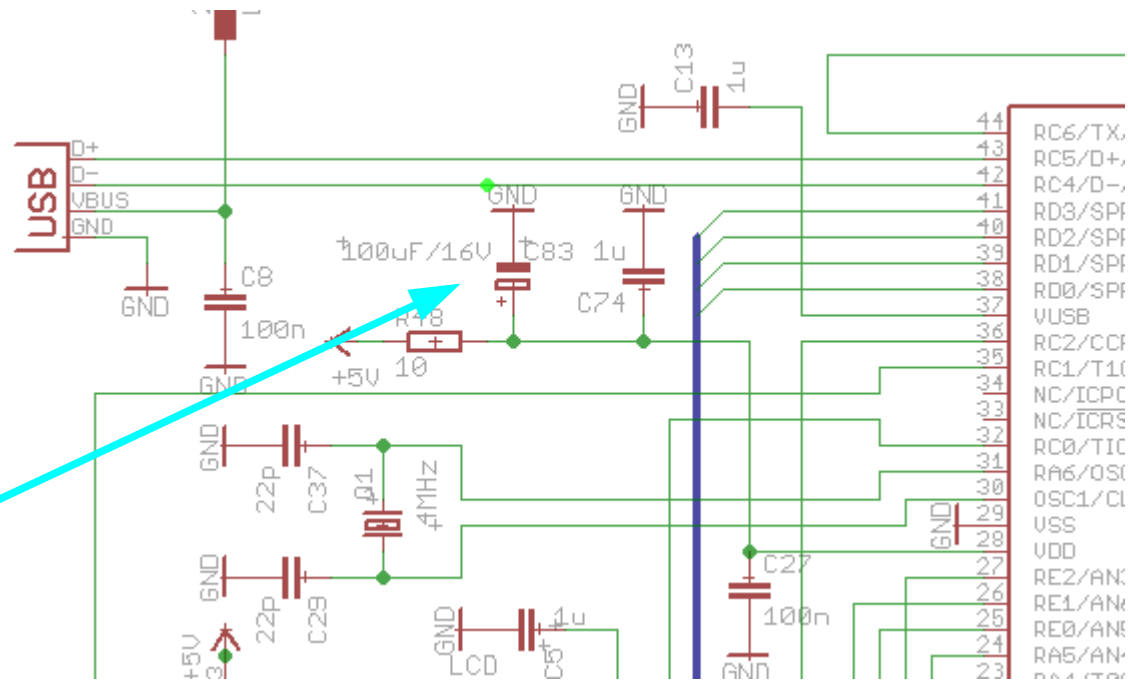 C13
1u
GND
44
RC6/TX/
D+
43
RC5/D+/
USB
D-
42
RC4/D-/
VBUS
GND
GND
41
RD3/SPP
GND
40
RD2/SPP
100uF/16V
C83
1u
39
RD1/SPP
C8
38
RD0/SPP
GND
C74
37
VUSB
100n
R48
36
RC2/CCP
10
35
RC1/T1O
+5V
GND
34
NC/ICPO
33
NC/ICRS
GND
32
RC0/T1O
22p
C37
Q1
4MHz
31
RA6/OSC
30
OSC1/CL
GND
29
VSS
28
VDD
GND
C27
27
RE2/AN
22p
C29
100n
26
RE1/AN
GND
1u
25
RE0/AN
C5
+5V
LCD
24
RA5/AN
GND
23